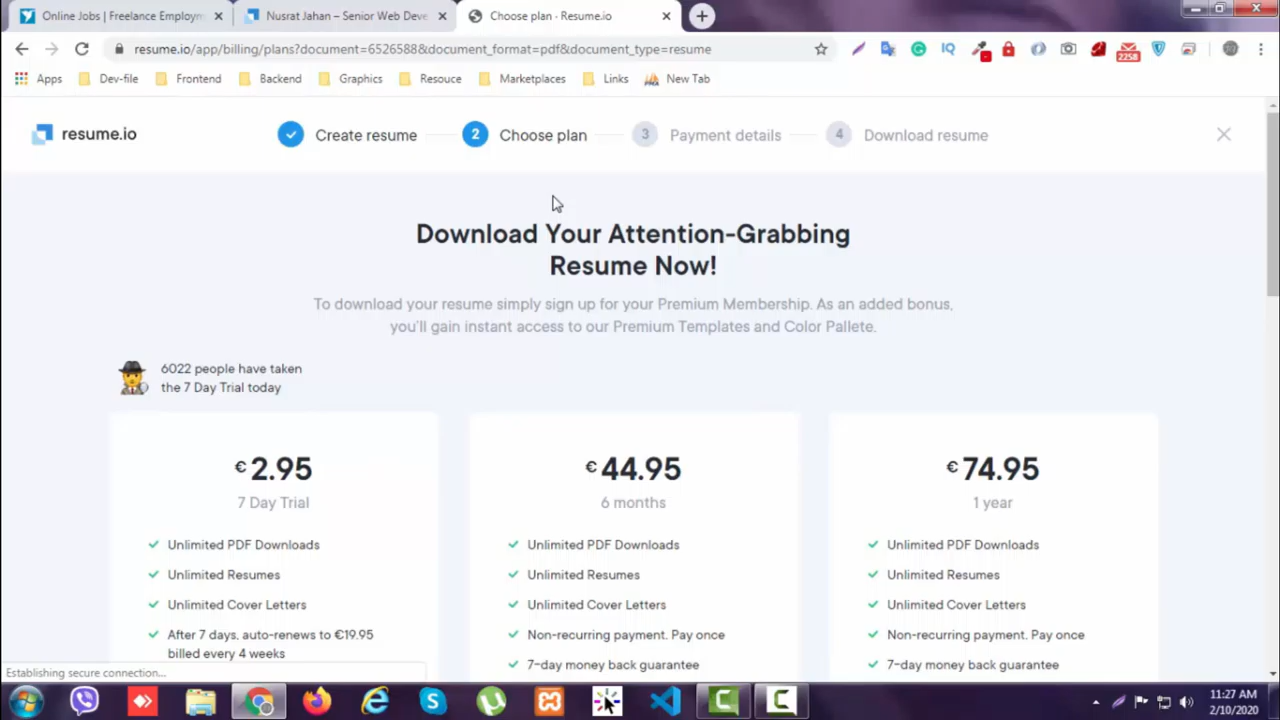 Online Jobs | Freelance Employm
Nusrat Jahan – Senior Web Deve
Choose plan · Resume.io
resume.io/app/billing/plans?document=6526588&document_format=pdf&document_type=resume
IQ
2258
Apps
Dev-file
Frontend
Backend
Graphics
Resouce
Marketplaces
Links
New Tab
resume.io
Create resume
2 Choose plan
3 Payment details
4 Download resume
Download Your Attention-Grabbing
Resume Now!
To download your resume simply sign up for your Premium Membership. As an added bonus,
you'll gain instant access to our Premium Templates and Color Pallete.
6022 people have taken
the 7 Day Trial today
€2.95
7 Day Trial
Unlimited PDF Downloads
Unlimited Resumes
Unlimited Cover Letters
After 7 days, auto-renews to €19.95
billed every 4 weeks
€44.95
6 months
Unlimited PDF Downloads
Unlimited Resumes
Unlimited Cover Letters
Non-recurring payment. Pay once
7-day money back guarantee
€74.95
1 year
Unlimited PDF Downloads
Unlimited Resumes
Unlimited Cover Letters
Non-recurring payment. Pay once
7-day money back guarantee
Establishing secure connection...
11:27 AM
2/10/2020